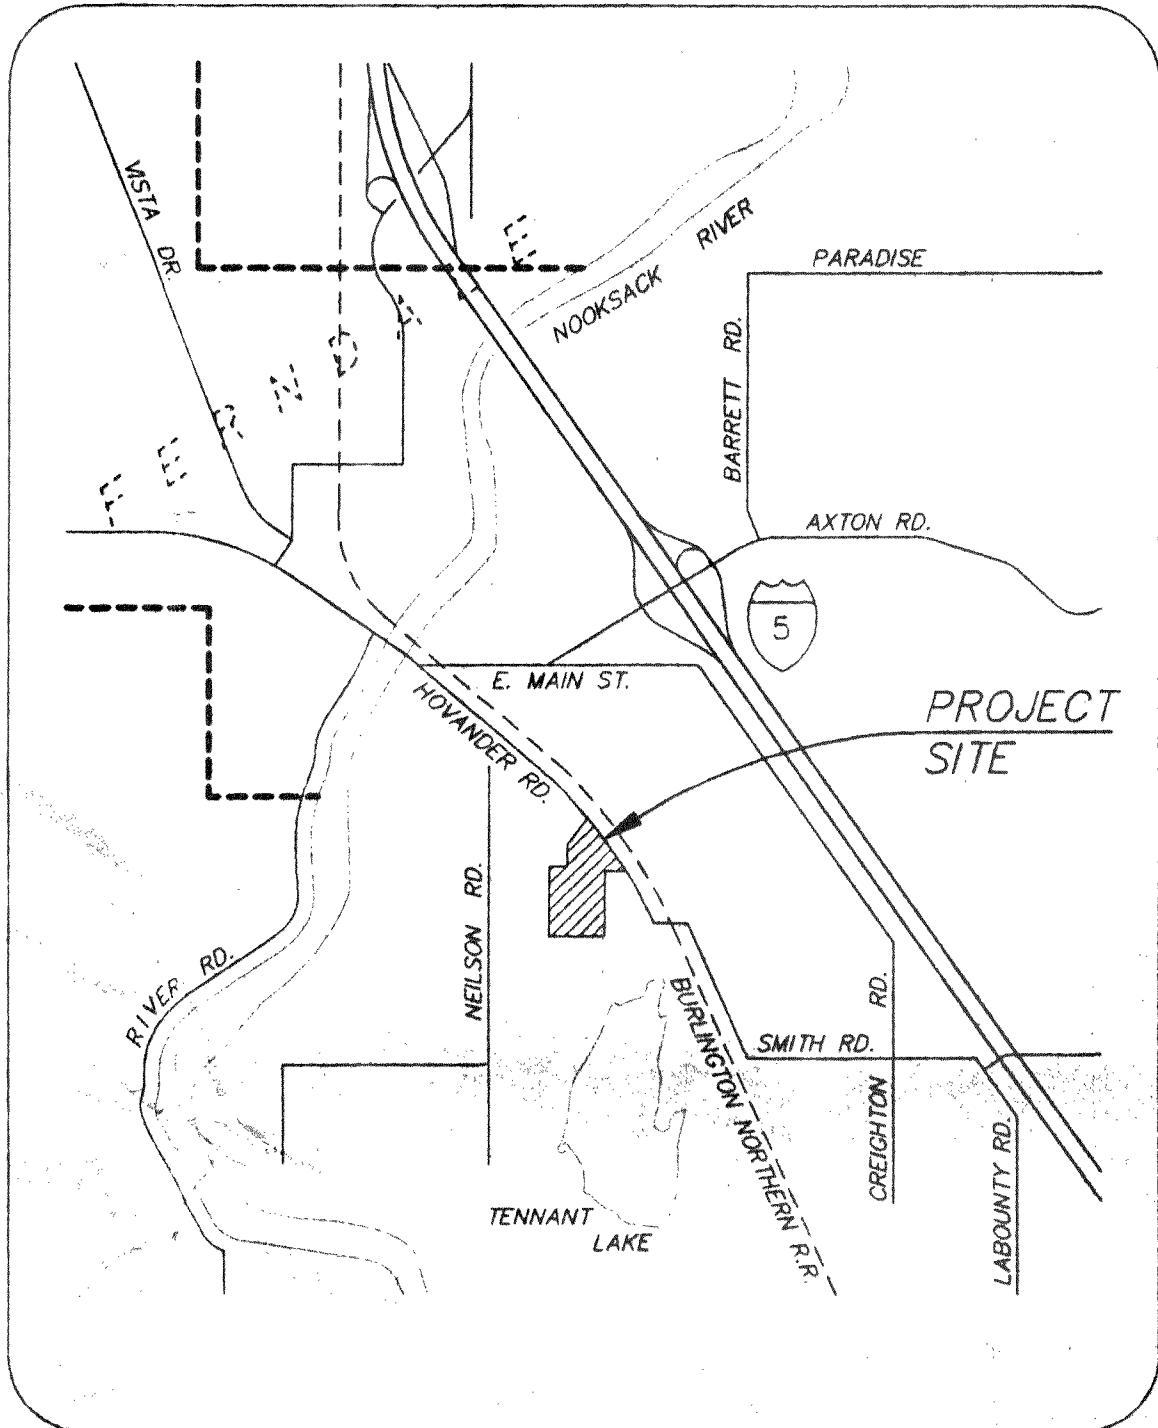 VISTA DR.
FERNDALE
NOOKSACK RIVER
PARADISE
BARRETT RD.
AXTON RD.
5
E. MAIN ST.
HOVANDER RD.
PROJECT
SITE
NEILSON RD.
RIVER RD.
BURLINGTON NORTHERN R.R.
SMITH RD.
CREIGHTON RD.
LABOUNTY RD.
TENNANT
LAKE